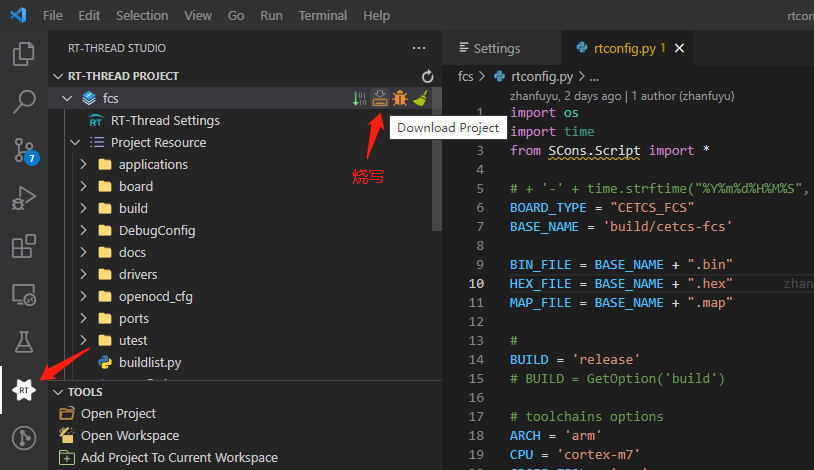 File Edit Selection View Go Run Terminal Help rtcon
RT-THREAD STUDIO
Settings
rtconfig.py 1
RT-THREAD PROJECT
fcs > rtconfig.py > ...
fcs
zhanfuyu, 2 days ago | 1 author (zhanfuyu)
Download Project
烧写
RT-Thread Settings
Project Resource
applications
board
build
DebugConfig
docs
drivers
openocd_cfg
ports
utest
buildlist.py
7
RT
TOOLS
Open Project
Open Workspace
Add Project To Current Workspace
1 import os
2 import time
3 from SCons.Script import *
4
5 # + '-' + time.strftime("%Y%m%d%H%M%S",
6 BOARD_TYPE = "CETCS_FCS"
7 BASE_NAME = 'build/cetcs-fcs'
8
9 BIN_FILE = BASE_NAME + ".bin"
10 HEX_FILE = BASE_NAME + ".hex" zhan
11 MAP_FILE = BASE_NAME + ".map"
12
13 #
14 BUILD = 'release'
15 # BUILD = GetOption('build')
16
17 # toolchains options
18 ARCH = 'arm'
19 CPU = 'cortex-m7'